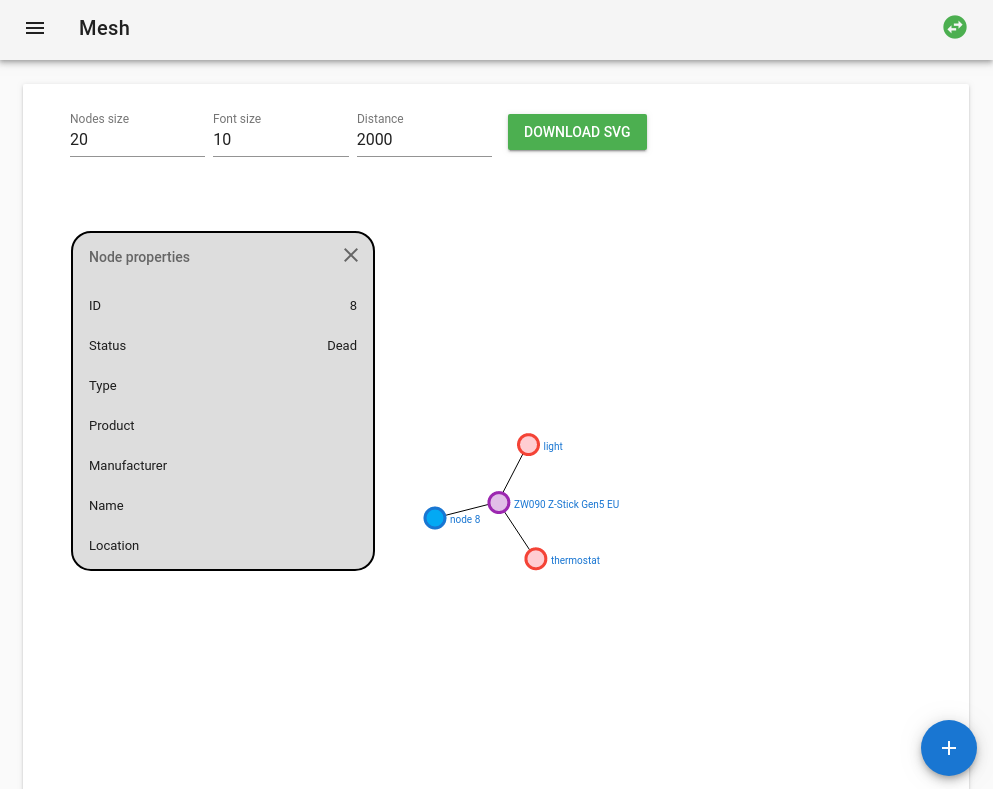 Mesh
Nodes size
Font size
Distance
20
10
2000
DOWNLOAD SVG
Node properties
ID 8
Status Dead
Type
Product
Manufacturer
Name
Location
light
ZW090 Z-Stick Gen5 EU
node 8
thermostat